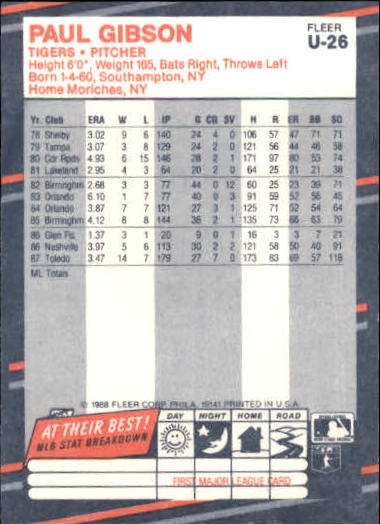 PAUL GIBSON
FLEER
U-26
TIGERS • PITCHER
Height 6'0", Weight 165, Bats Right, Throws Left
Born 1-4-60, Southampton, NY
Home Moriches, NY
Yr. Club ERA W L IP G CG SV H R ER BB SO
78 Shelby 3.02 9 6 140 24 4 0 106 57 47 71 71
79 Tampa 3.07 3 8 129 24 2 0 121 56 44 46 58
80 Cdr Rpds 4.93 6 15 146 28 2 1 171 97 80 53 74
81 Lakeland 2.95 4 3 64 20 2 0 64 25 21 21 38
82 Birminghm 2.68 3 3 77 44 0 12 60 25 23 39 71
83 Orlando 6.10 1 7 77 40 0 3 91 59 52 56 45
84 Orlando 3.87 7 7 121 27 3 1 125 71 52 54 64
85 Birminghm 4.12 8 8 144 36 2 1 135 73 66 63 79
86 Glen Fls 1.37 3 1 20 9 0 1 16 3 3 7 21
86 Nashville 3.97 5 6 113 30 2 2 121 58 50 40 91
87 Toledo 3.47 14 7 179 27 7 0 173 83 69 57 118
ML Totals
© 1988 FLEER CORP. PHILA. 19141 PRINTED IN U.S.A.
AT THEIR BEST!
MLB STAT BREAKDOWN
DAY NIGHT HOME ROAD
FIRST MAJOR LEAGUE CARD